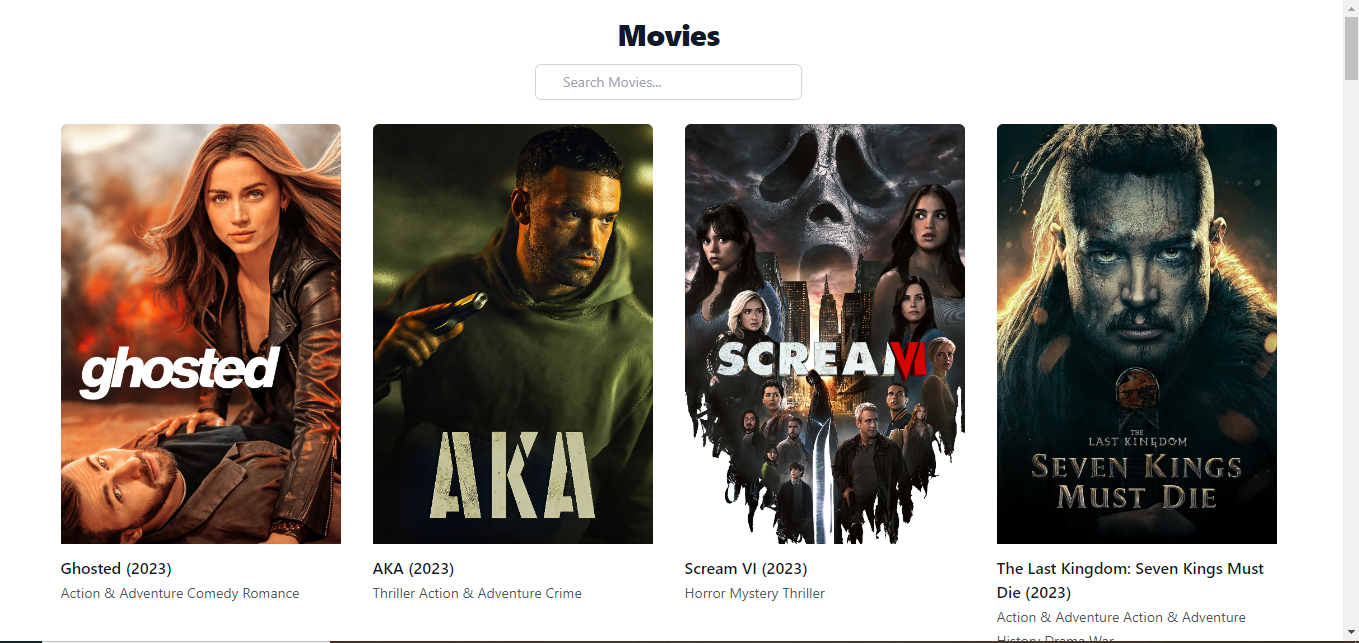 Movies
Search Movies...
ghosted
AKA
SCREAM VI
THE
LAST KINGDOM
SEVEN KINGS
MUST DIE
Ghosted (2023)
Action & Adventure Comedy Romance
AKA (2023)
Thriller Action & Adventure Crime
Scream VI (2023)
Horror Mystery Thriller
The Last Kingdom: Seven Kings Must
Die (2023)
Action & Adventure Action & Adventure
History Drama War